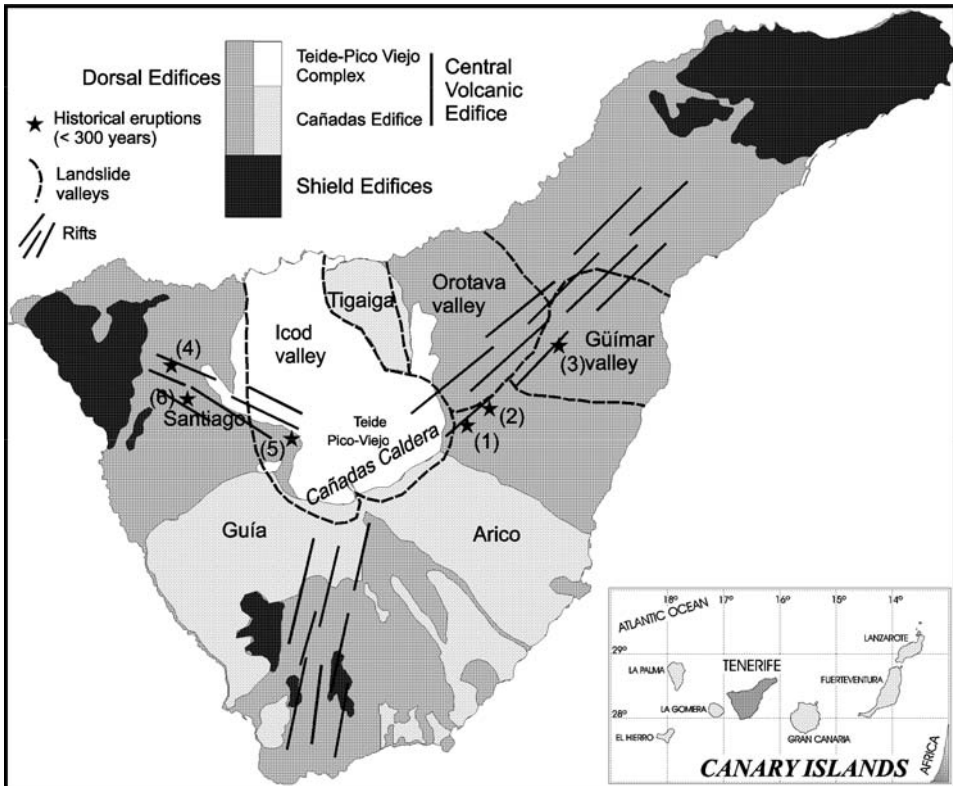 Dorsal Edifices
Teide-Pico Viejo
Complex
Cañadas Edifice
Central
Volcanic
Edifice
Historical eruptions
(< 300 years)
Landslide
valleys
Shield Edifices
Rifts
Tigaiga
Orotava
valley
Icod
valley
Güímar
valley
(4)
(3)
(6)
Santiago
(5)
Teide
Pico-Viejo
(2)
(1)
Cañadas Caldera
Guía
Arico
ATLANTIC OCEAN
18º
17º
16º
15º
14º
29º
28º
LANZAROTE
LA PALMA
TENERIFE
FUERTEVENTURA
LA GOMERA
EL HIERRO
GRAN CANARIA
CANARY ISLANDS
AFRICA